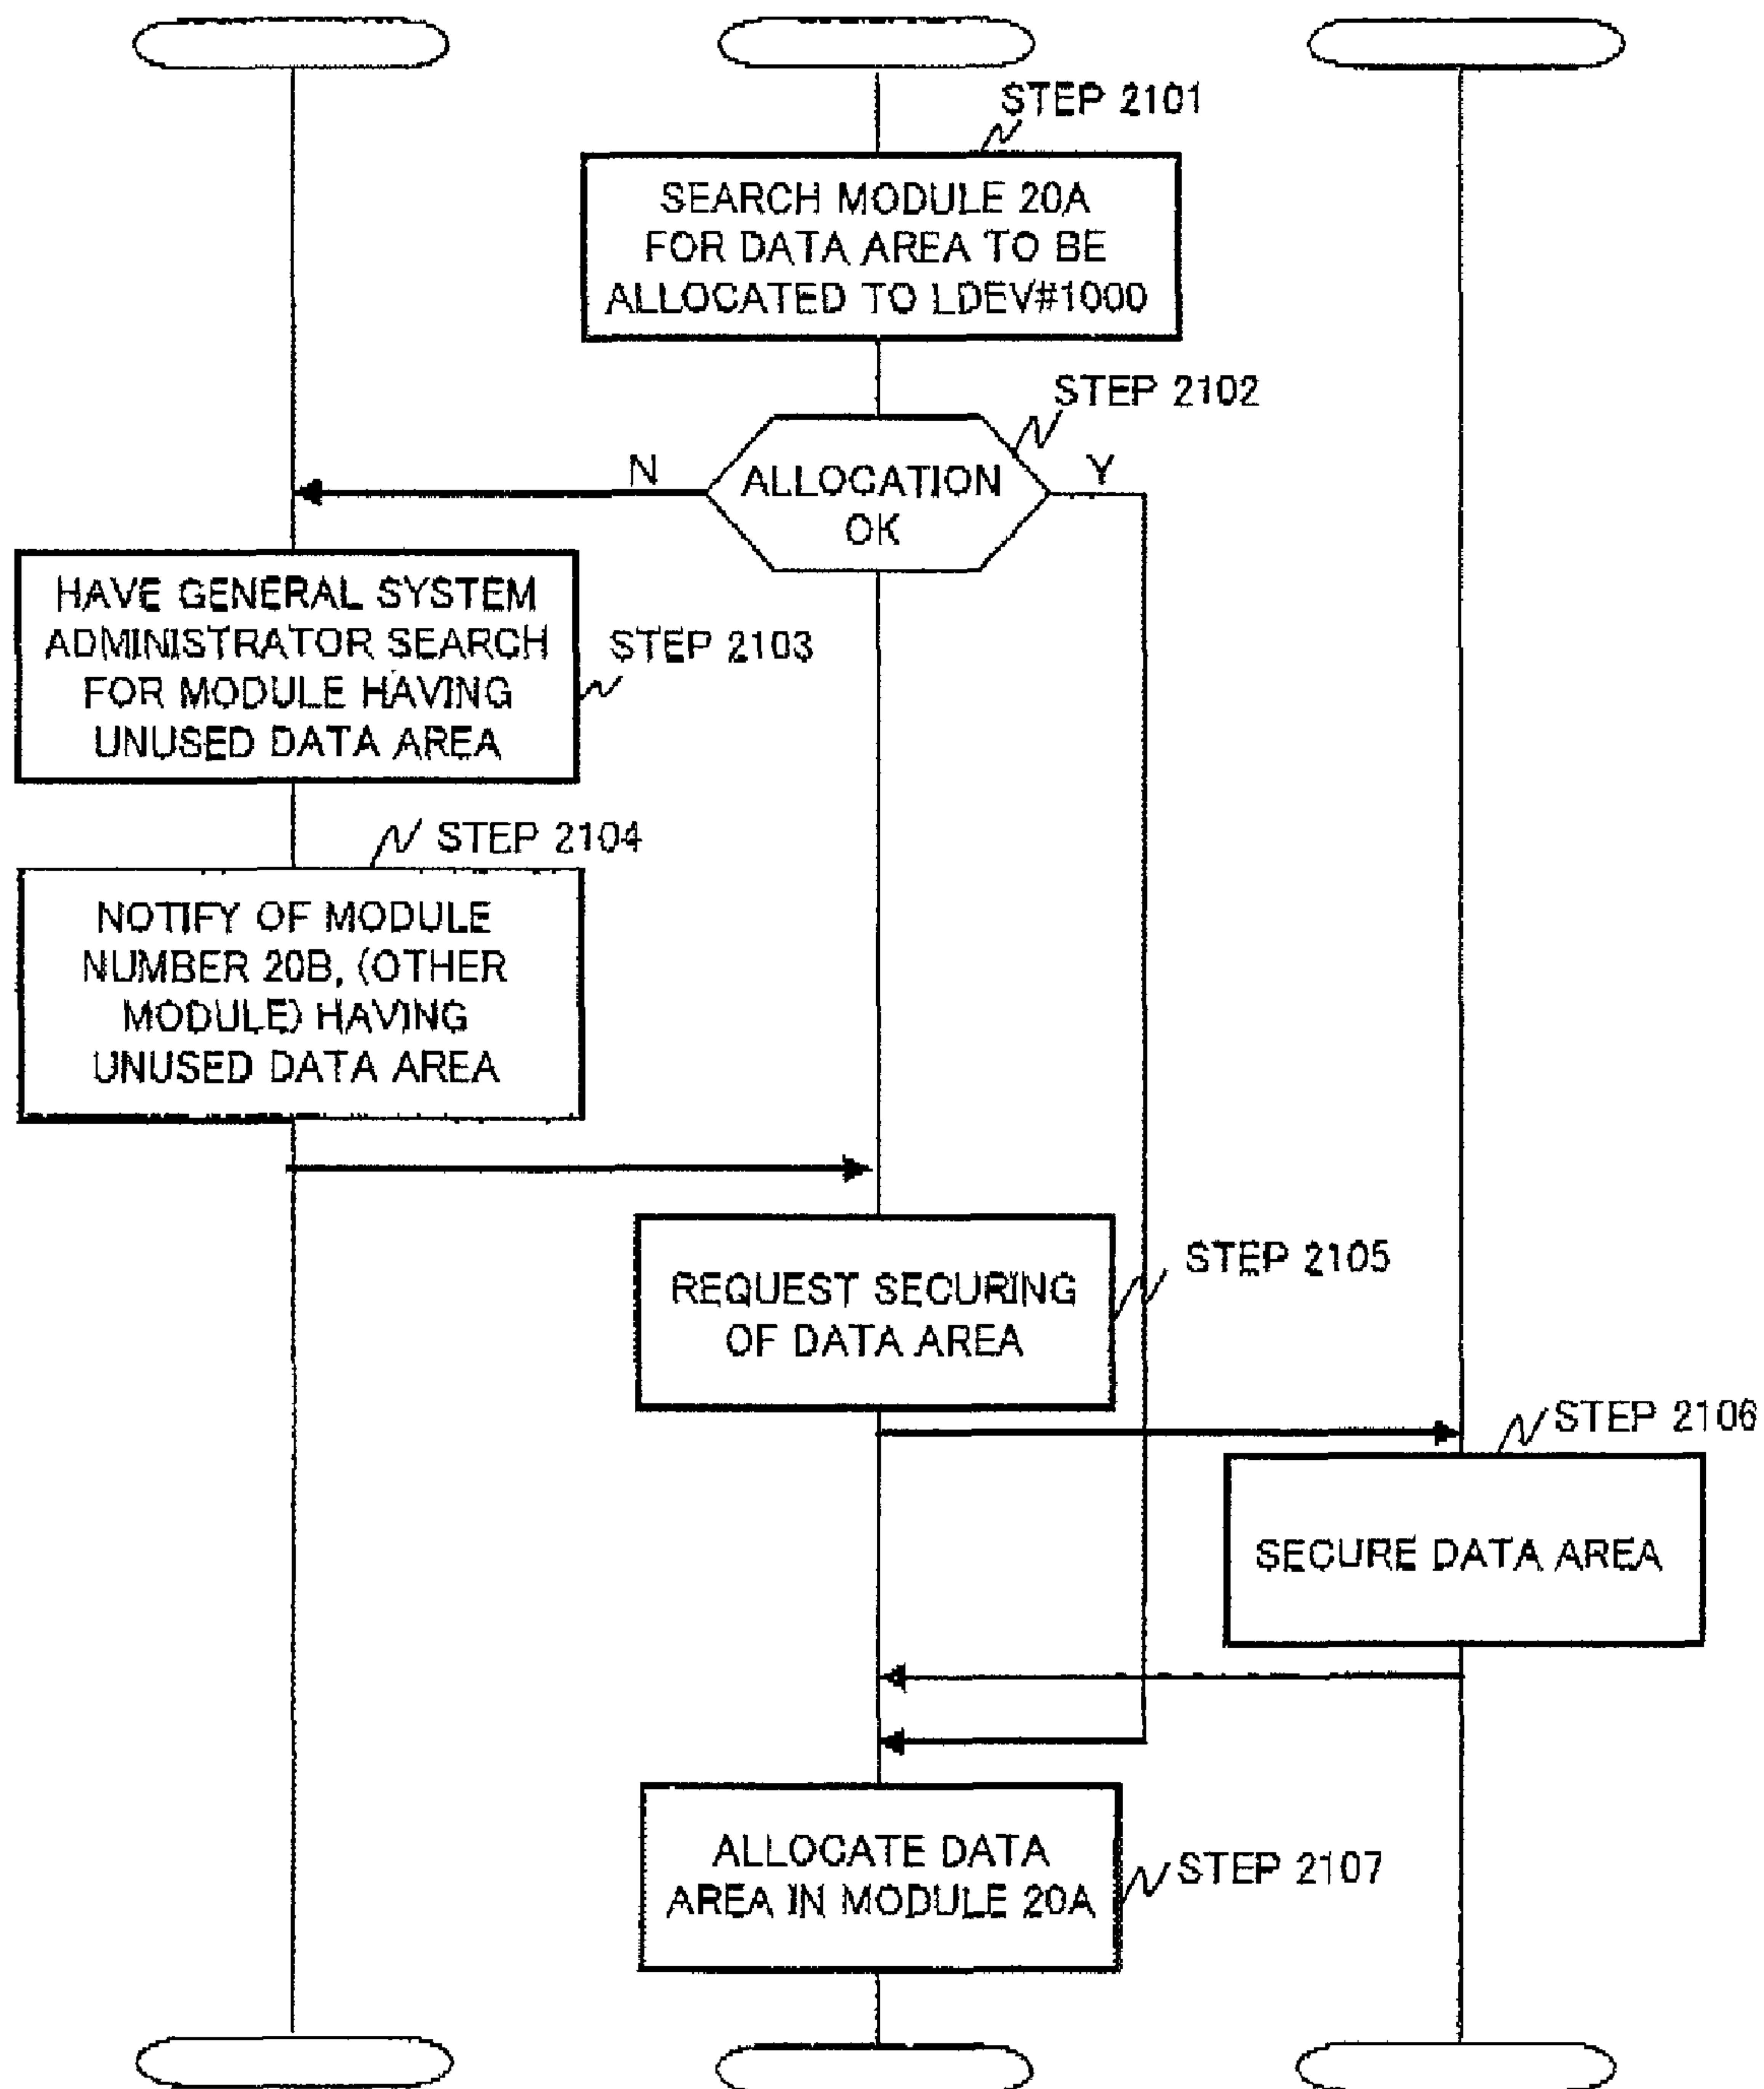 STEP 2101
SEARCH MODULE 20A
FOR DATA AREA TO BE
ALLOCATED TO LDEV#1000
STEP 2102
N
ALLOCATION
OK
Y
HAVE GENERAL SYSTEM
ADMINISTRATOR SEARCH
FOR MODULE HAVING
UNUSED DATA AREA
STEP 2103
STEP 2104
NOTIFY OF MODULE
NUMBER 20B, (OTHER
MODULE) HAVING
UNUSED DATA AREA
REQUEST SECURING
OF DATA AREA
STEP 2105
STEP 2106
SECURE DATA AREA
ALLOCATE DATA
AREA IN MODULE 20A
STEP 2107